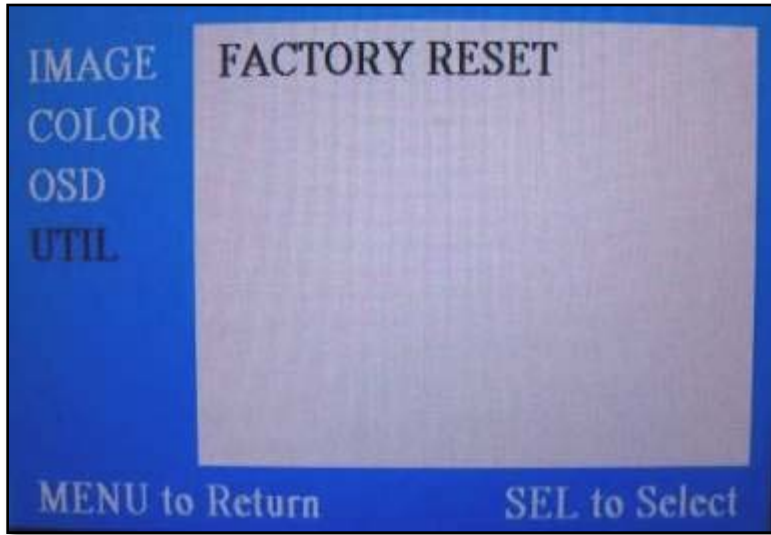 IMAGE
COLOR
OSD
UTIL
FACTORY RESET
MENU to Return
SEL to Select